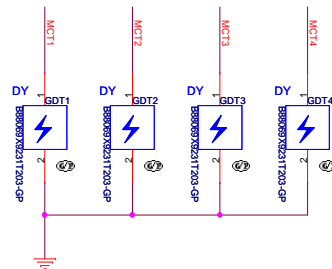 MCT1
MCT2
MCT3
MCT4
DY
DY
DY
DY
1
GDT1
1
GDT2
1
GDT3
1
GDT4
B88069X9231T203-GP
B88069X9231T203-GP
B88069X9231T203-GP
B88069X9231T203-GP
2
2
2
2